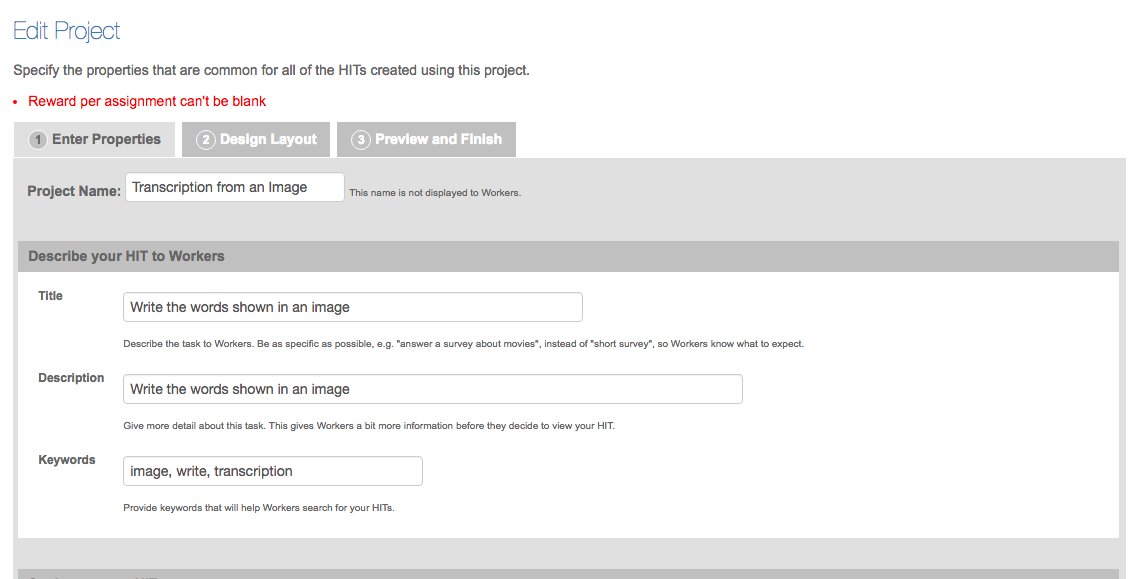 Edit Project
Specify the properties that are common for all of the HITs created using this project.
• Reward per assignment can't be blank
1 Enter Properties 2 Design Layout 3 Preview and Finish
Project Name: Transcription from an Image This name is not displayed to Workers.
Describe your HIT to Workers
Title Write the words shown in an image
Describe the task to Workers. Be as specific as possible, e.g. "answer a survey about movies", instead of "short survey", so Workers know what to expect.
Description Write the words shown in an image
Give more detail about this task. This gives Workers a bit more information before they decide to view your HIT.
Keywords image, write, transcription
Provide keywords that will help Workers search for your HITs.